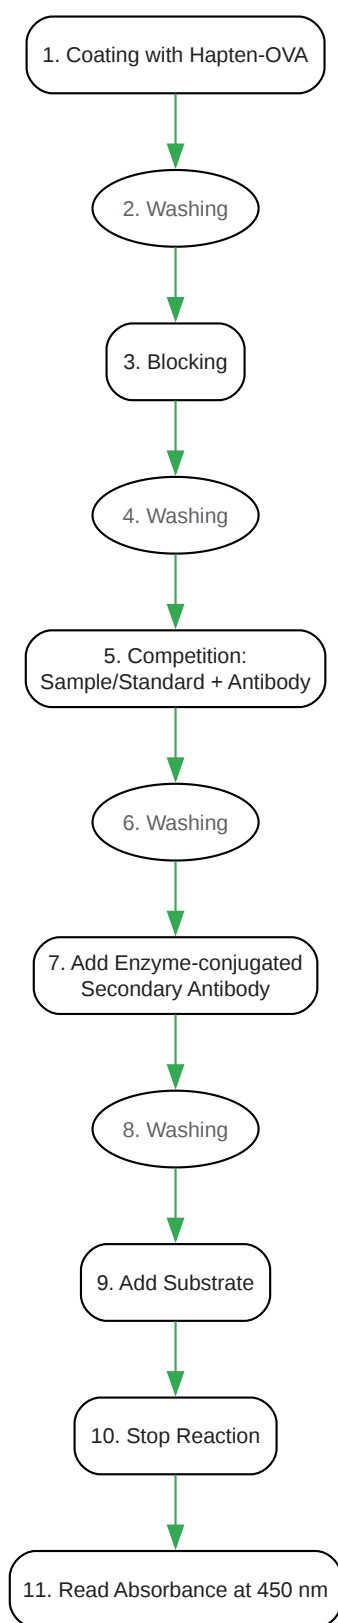 1. Coating with Hapten-OVA
2. Washing
3. Blocking
4. Washing
5. Competition:
Sample/Standard + Antibody
6. Washing
7. Add Enzyme-conjugated
Secondary Antibody
8. Washing
9. Add Substrate
10. Stop Reaction
11. Read Absorbance at 450 nm